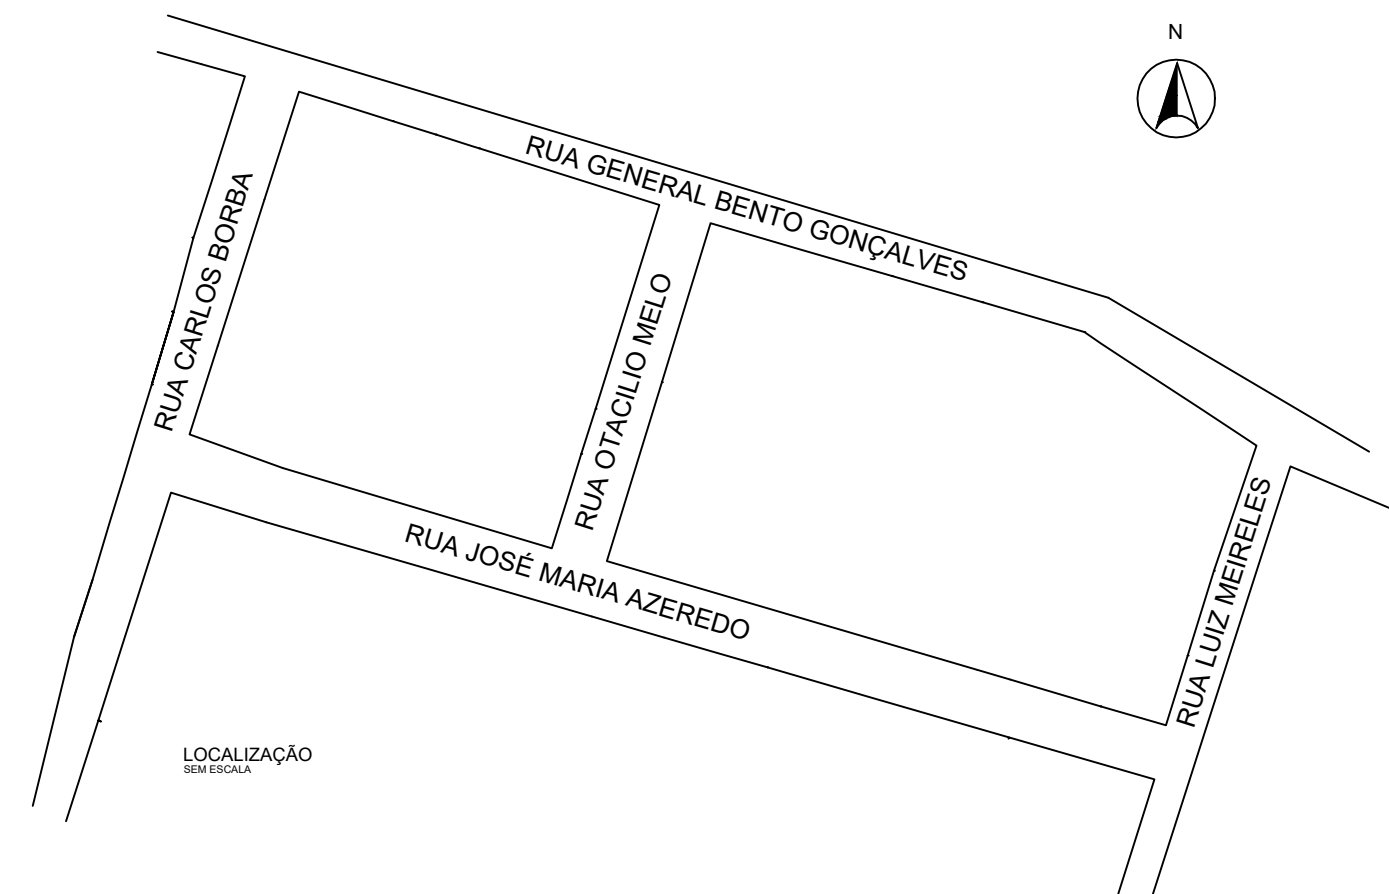 N
RUA GENERAL BENTO GONÇALVES
RUA CARLOS BORBA
RUA OTACILIO MELO
RUA JOSÉ MARIA AZEREDO
RUA LUIZ MEIRELES
LOCALIZAÇÃO
SEM ESCALA